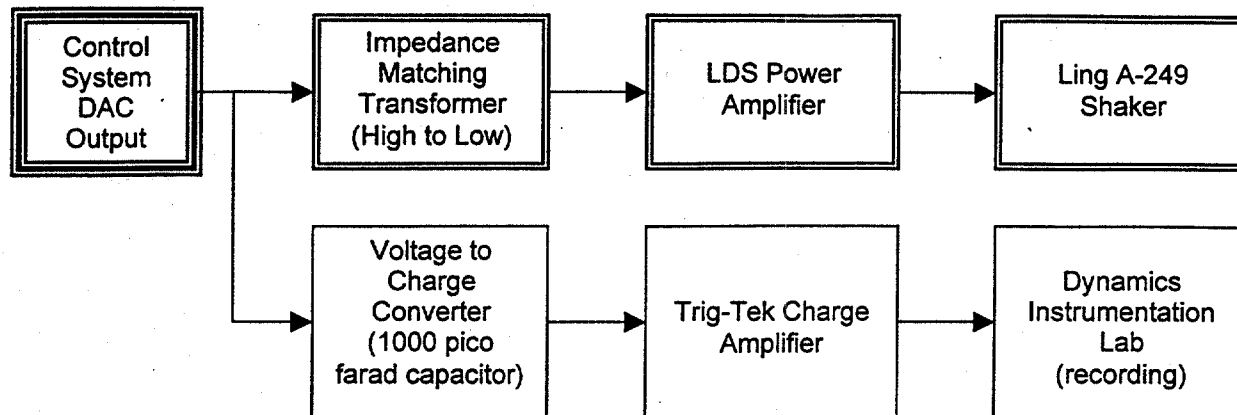 Control
System
DAC
Output
Impedance
Matching
Transformer
(High to Low)
LDS Power
Amplifier
Ling A-249
Shaker
Voltage to
Charge
Converter
(1000 pico
farad capacitor)
Trig-Tek Charge
Amplifier
Dynamics
Instrumentation
Lab
(recording)